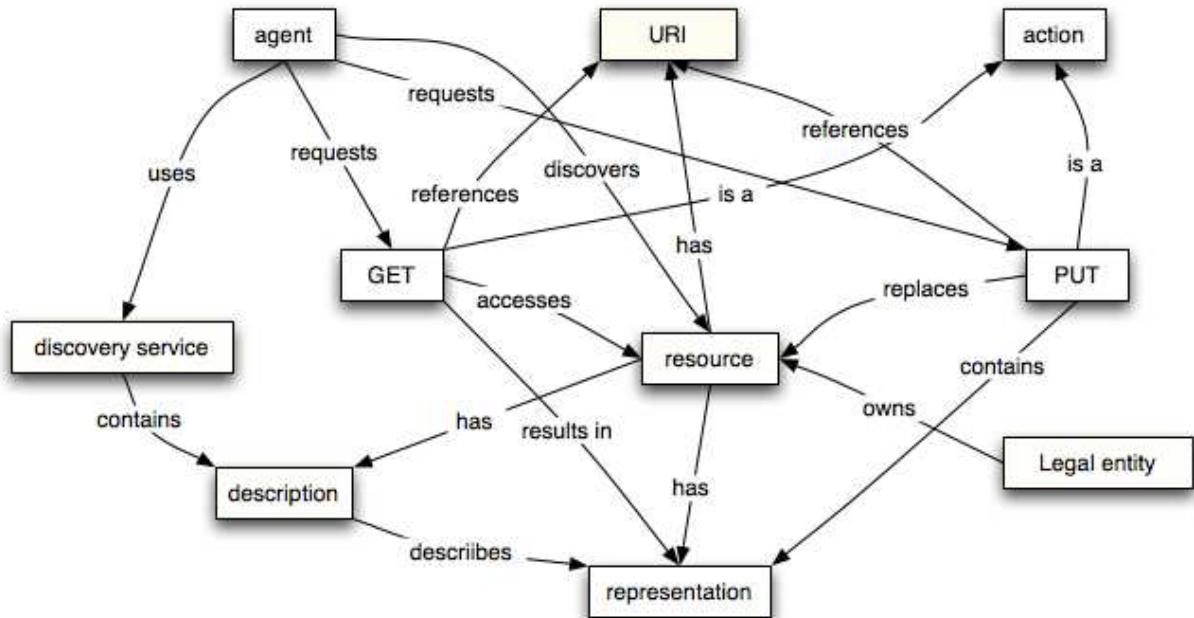 agent
URI
action
requests
references
requests
uses
discovers
is a
references
is a
has
GET
PUT
accesses
replaces
discovery service
resource
contains
contains
has
results in
owns
Legal entity
description
has
descriibes
representation